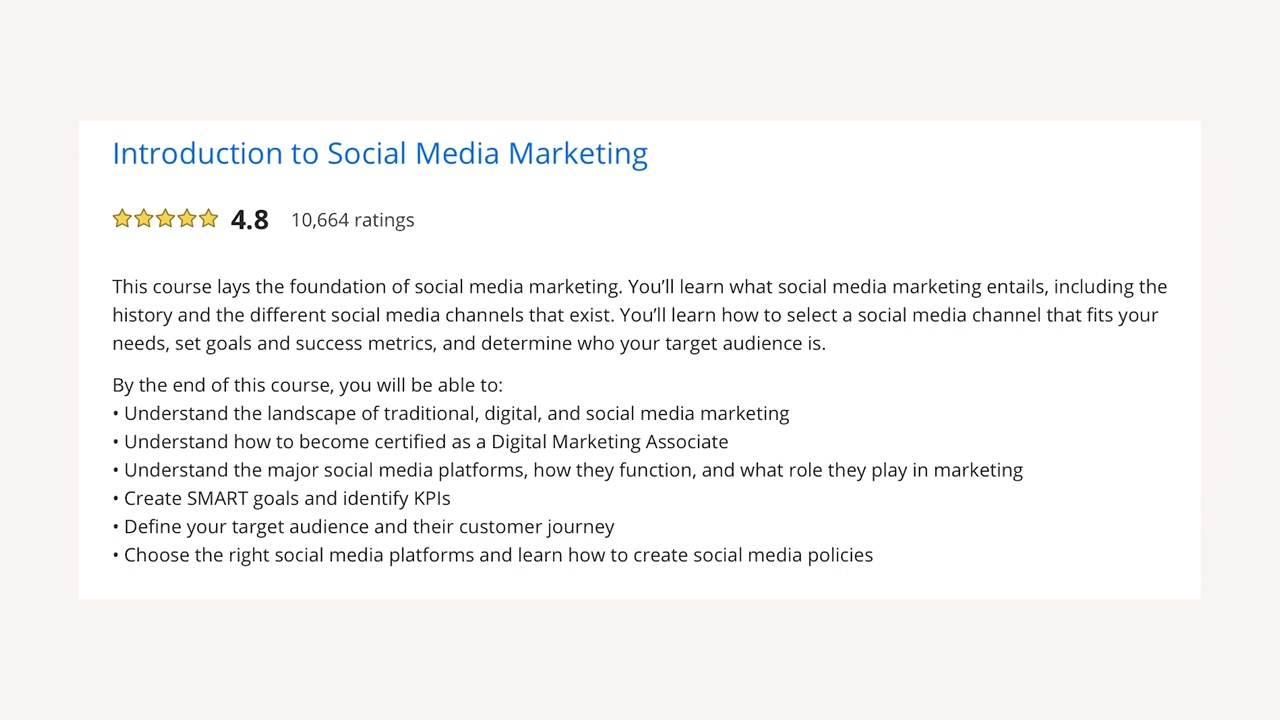 Introduction to Social Media Marketing
4.8 10,664 ratings
This course lays the foundation of social media marketing. You’ll learn what social media marketing entails, including the
history and the different social media channels that exist. You’ll learn how to select a social media channel that fits your
needs, set goals and success metrics, and determine who your target audience is.
By the end of this course, you will be able to:
• Understand the landscape of traditional, digital, and social media marketing
• Understand how to become certified as a Digital Marketing Associate
• Understand the major social media platforms, how they function, and what role they play in marketing
• Create SMART goals and identify KPIs
• Define your target audience and their customer journey
• Choose the right social media platforms and learn how to create social media policies